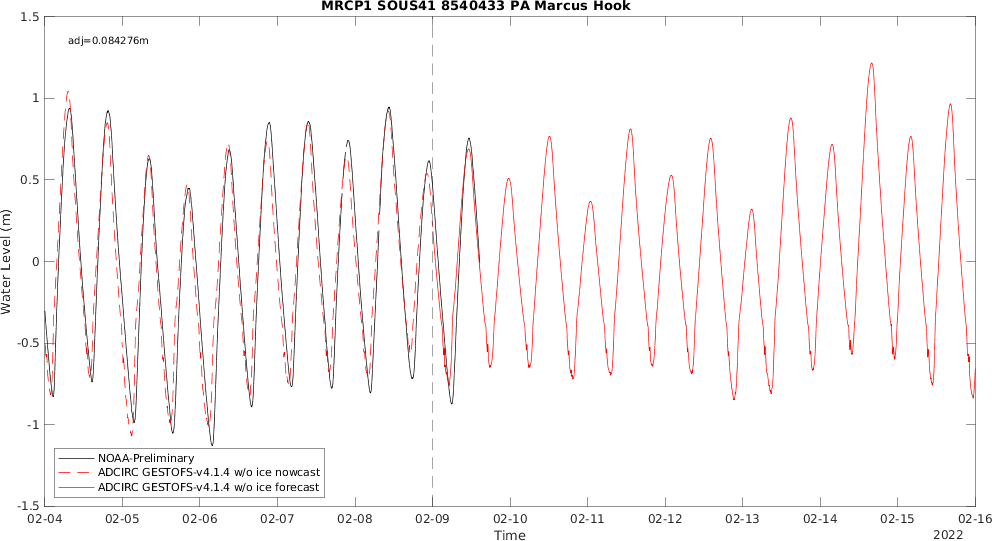 MRCP1 SOUS41 8540433 PA Marcus Hook
adj=0.084276m
1.5
1
0.5
0
-0.5
-1
-1.5
Water Level (m)
NOAA-Preliminary
ADCIRC GESTOFS-v4.1.4 w/o ice nowcast
ADCIRC GESTOFS-v4.1.4 w/o ice forecast
02-04 02-05 02-06 02-07 02-08 02-09 02-10 02-11 02-12 02-13 02-14 02-15 02-16
Time
2022